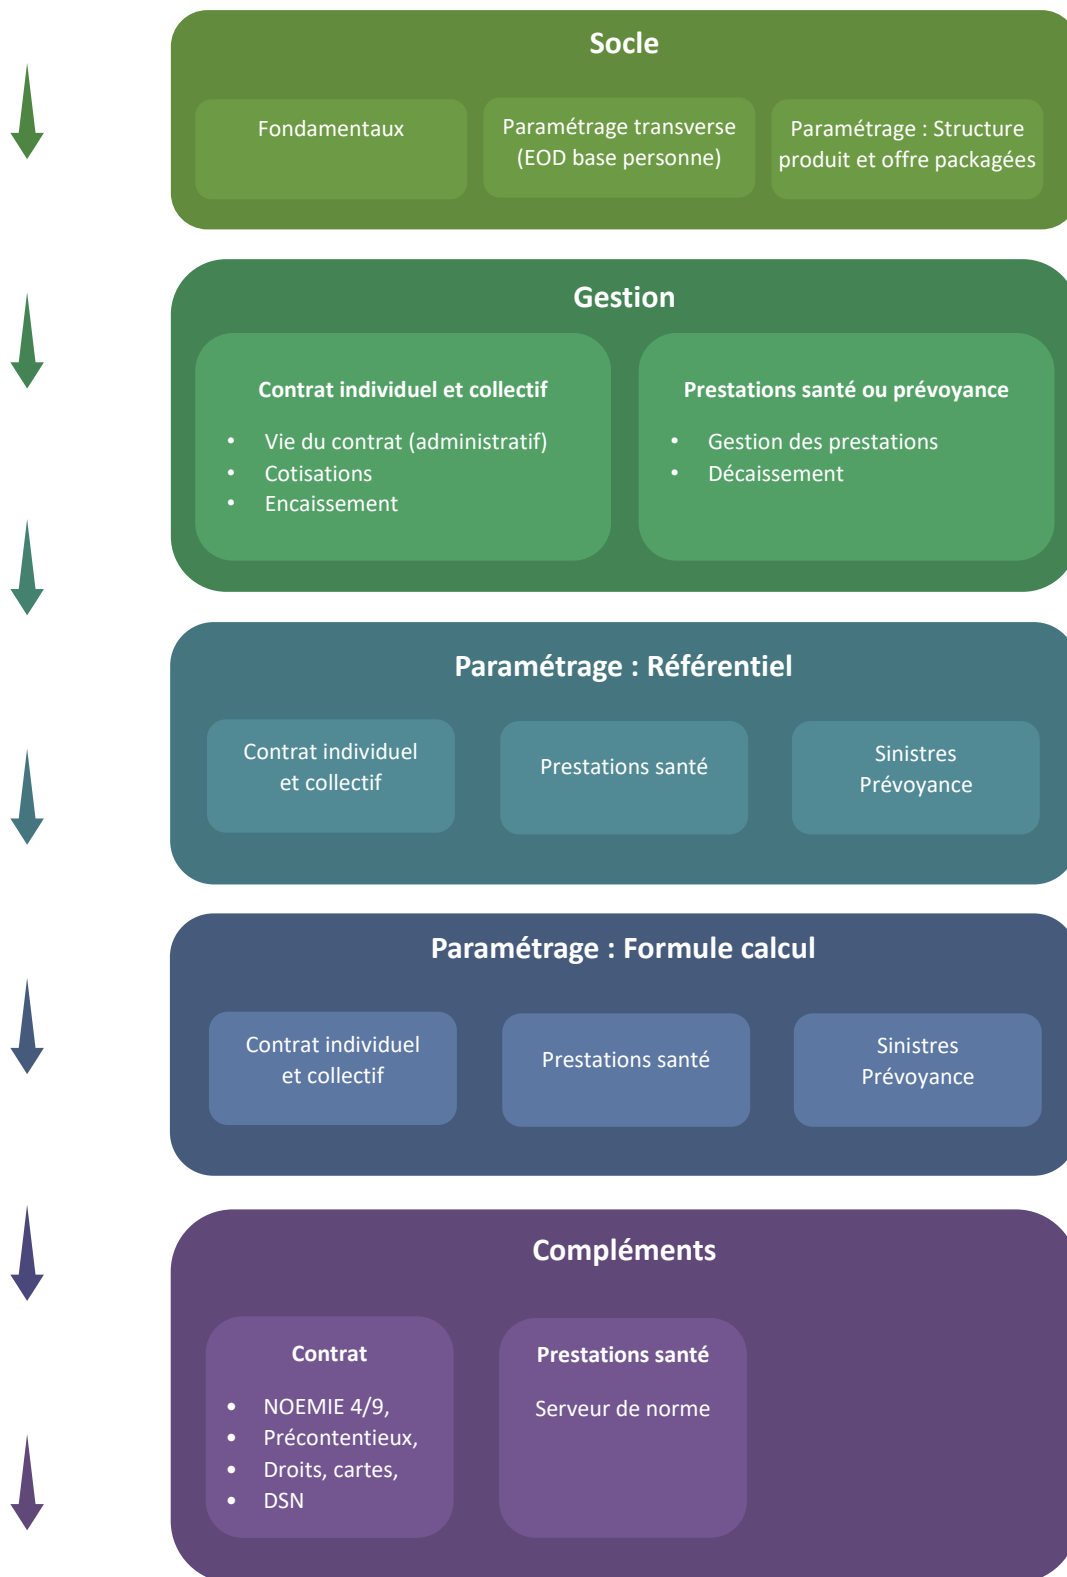 Socle
Fondamentaux
Paramétrage transverse
(EOD base personne)
Paramétrage : Structure
produit et offre packagées
Gestion
Contrat individuel et collectif
• Vie du contrat (administratif)
• Cotisations
• Encaissement
Prestations santé ou prévoyance
• Gestion des prestations
• Décaissement
Paramétrage : Référentiel
Contrat individuel
et collectif
Prestations santé
Sinistres
Prévoyance
Paramétrage : Formule calcul
Contrat individuel
et collectif
Prestations santé
Sinistres
Prévoyance
Compléments
Contrat
• NOEMIE 4/9,
• Précontentieux,
• Droits, cartes,
• DSN
Prestations santé
Serveur de norme